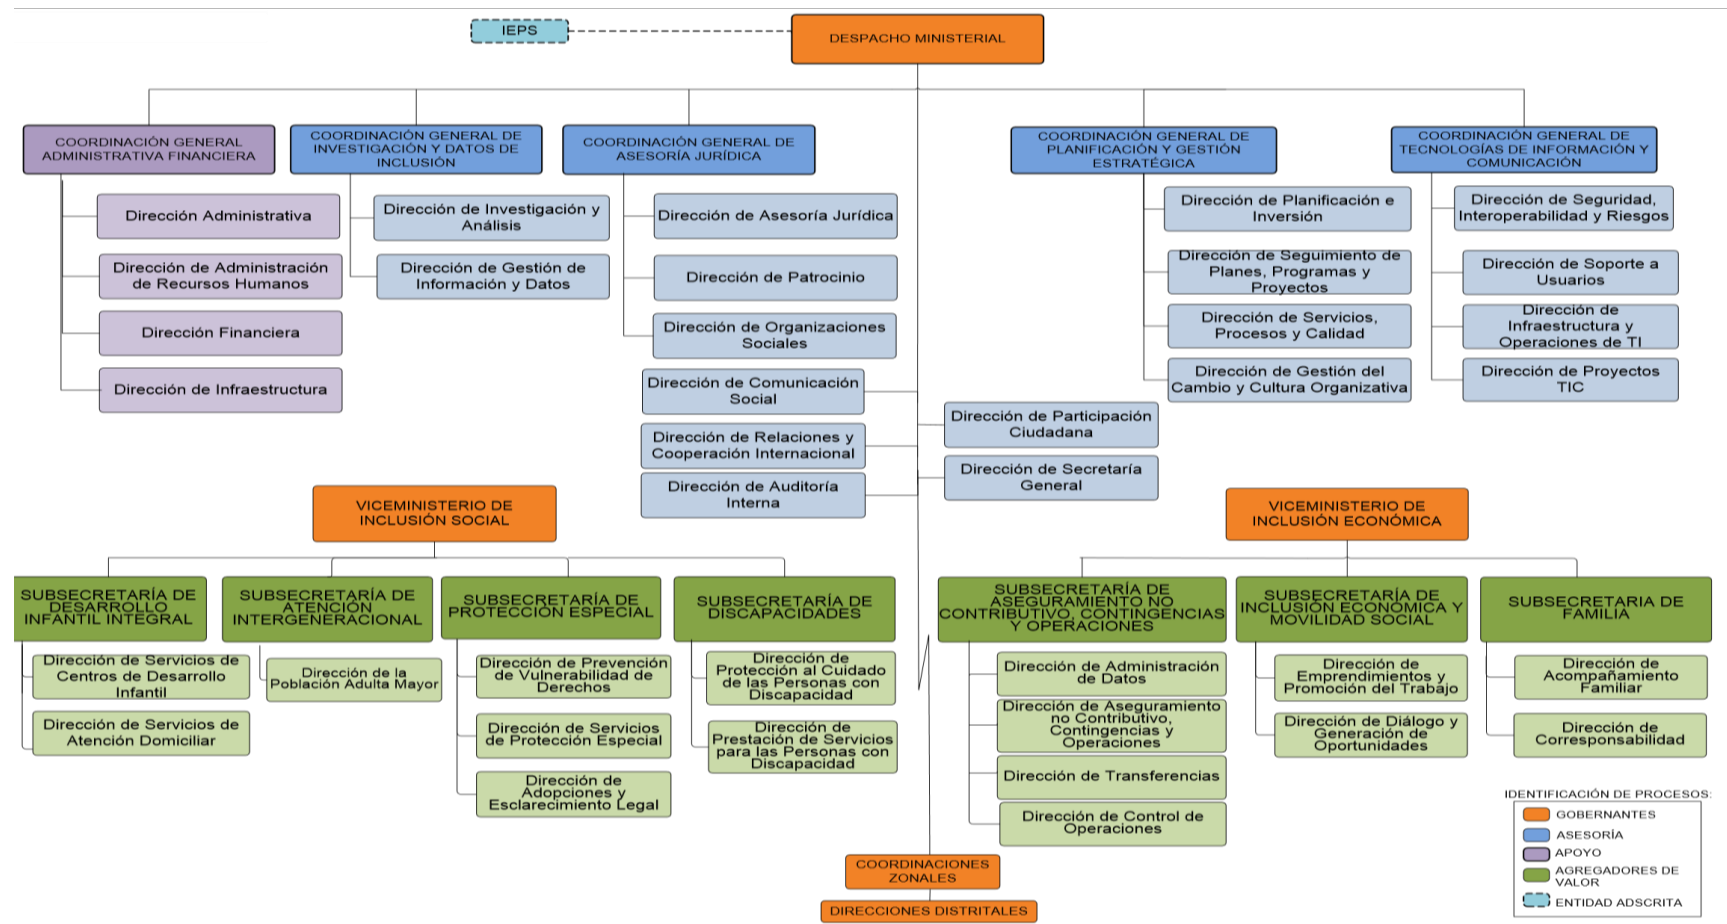 IEPS
DESPACHO MINISTERIAL
COORDINACIÓN GENERAL
ADMINISTRATIVA FINANCIERA
COORDINACIÓN GENERAL DE
INVESTIGACIÓN Y DATOS DE
INCLUSIÓN
COORDINACIÓN GENERAL DE
ASESORÍA JURÍDICA
COORDINACIÓN GENERAL DE
PLANIFICACIÓN Y GESTIÓN
ESTRATÉGICA
COORDINACIÓN GENERAL DE
TECNOLOGÍAS DE INFORMACIÓN Y
COMUNICACIÓN
Dirección Administrativa
Dirección de Administración
de Recursos Humanos
Dirección Financiera
Dirección de Infraestructura
Dirección de Investigación y
Análisis
Dirección de Gestión de
Información y Datos
Dirección de Asesoría Jurídica
Dirección de Patrocinio
Dirección de Organizaciones
Sociales
Dirección de Planificación e
Inversión
Dirección de Seguimiento de
Planes, Programas y
Proyectos
Dirección de Servicios,
Procesos y Calidad
Dirección de Gestión del
Cambio y Cultura Organizativa
Dirección de Seguridad,
Interoperabilidad y Riesgos
Dirección de Soporte a
Usuarios
Dirección de
Infraestructura y
Operaciones de TI
Dirección de Proyectos
TIC
Dirección de Comunicación
Social
Dirección de Relaciones y
Cooperación Internacional
Dirección de Auditoría
Interna
Dirección de Participación
Ciudadana
Dirección de Secretaría
General
VICEMINISTERIO DE
INCLUSIÓN SOCIAL
VICEMINISTERIO DE
INCLUSIÓN ECONÓMICA
SUBSECRETARÍA DE
DESARROLLO
INFANTIL INTEGRAL
SUBSECRETARÍA DE
ATENCIÓN
INTERGENERACIONAL
SUBSECRETARÍA DE
PROTECCIÓN ESPECIAL
SUBSECRETARÍA DE
DISCAPACIDADES
SUBSECRETARÍA DE
ASEGURAMIENTO NO
CONTRIBUTIVO, CONTINGENCIAS
Y OPERACIONES
SUBSECRETARÍA DE
INCLUSIÓN ECONÓMICA Y
MOVILIDAD SOCIAL
SUBSECRETARIA DE
FAMILIA
Dirección de Servicios de
Centros de Desarrollo
Infantil
Dirección de Servicios de
Atención Domiciliar
Dirección de la
Población Adulta Mayor
Dirección de Prevención
de Vulnerabilidad de
Derechos
Dirección de Servicios
de Protección Especial
Dirección de
Adopciones y
Esclarecimiento Legal
Dirección de
Protección al Cuidado
de las Personas con
Discapacidad
Dirección de
Prestación de Servicios
para las Personas con
Discapacidad
Dirección de Administración
de Datos
Dirección de Aseguramiento
no Contributivo,
Contingencias y
Operaciones
Dirección de Transferencias
Dirección de Control de
Operaciones
Dirección de
Emprendimientos y
Promoción del Trabajo
Dirección de Diálogo y
Generación de
Oportunidades
Dirección de
Acompañamiento
Familiar
Dirección de
Corresponsabilidad
COORDINACIONES
ZONALES
DIRECCIONES DISTRITALES
IDENTIFICACIÓN DE PROCESOS:
GOBERNANTES
ASESORÍA
APOYO
AGREGADORES DE
VALOR
ENTIDAD ADSCRITA